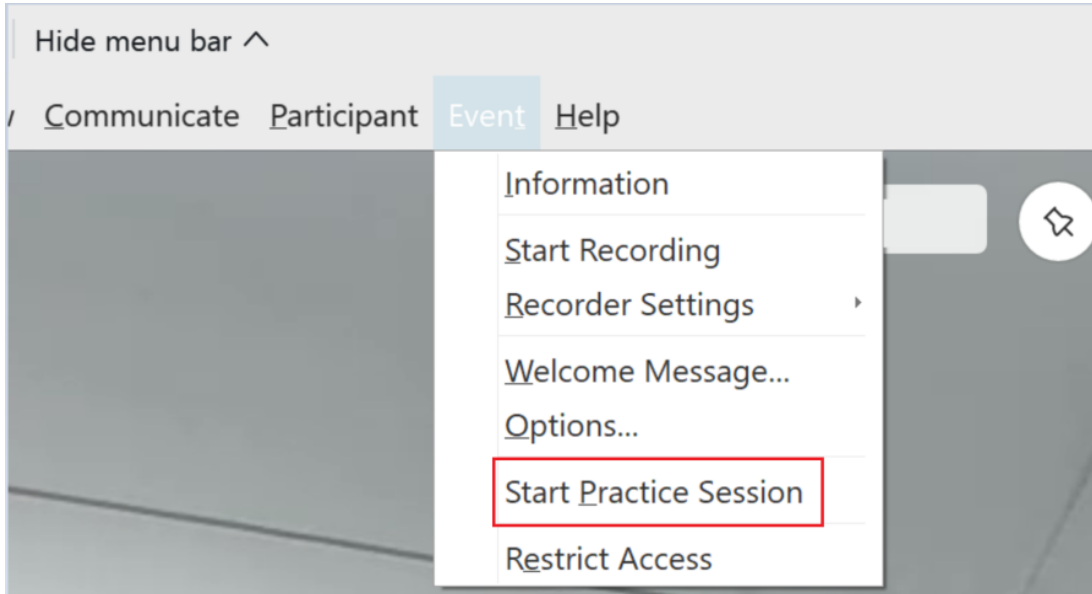 Hide menu bar
Communicate Participant Event Help
Information
Start Recording
Recorder Settings
Welcome Message...
Options...
Start Practice Session
Restrict Access